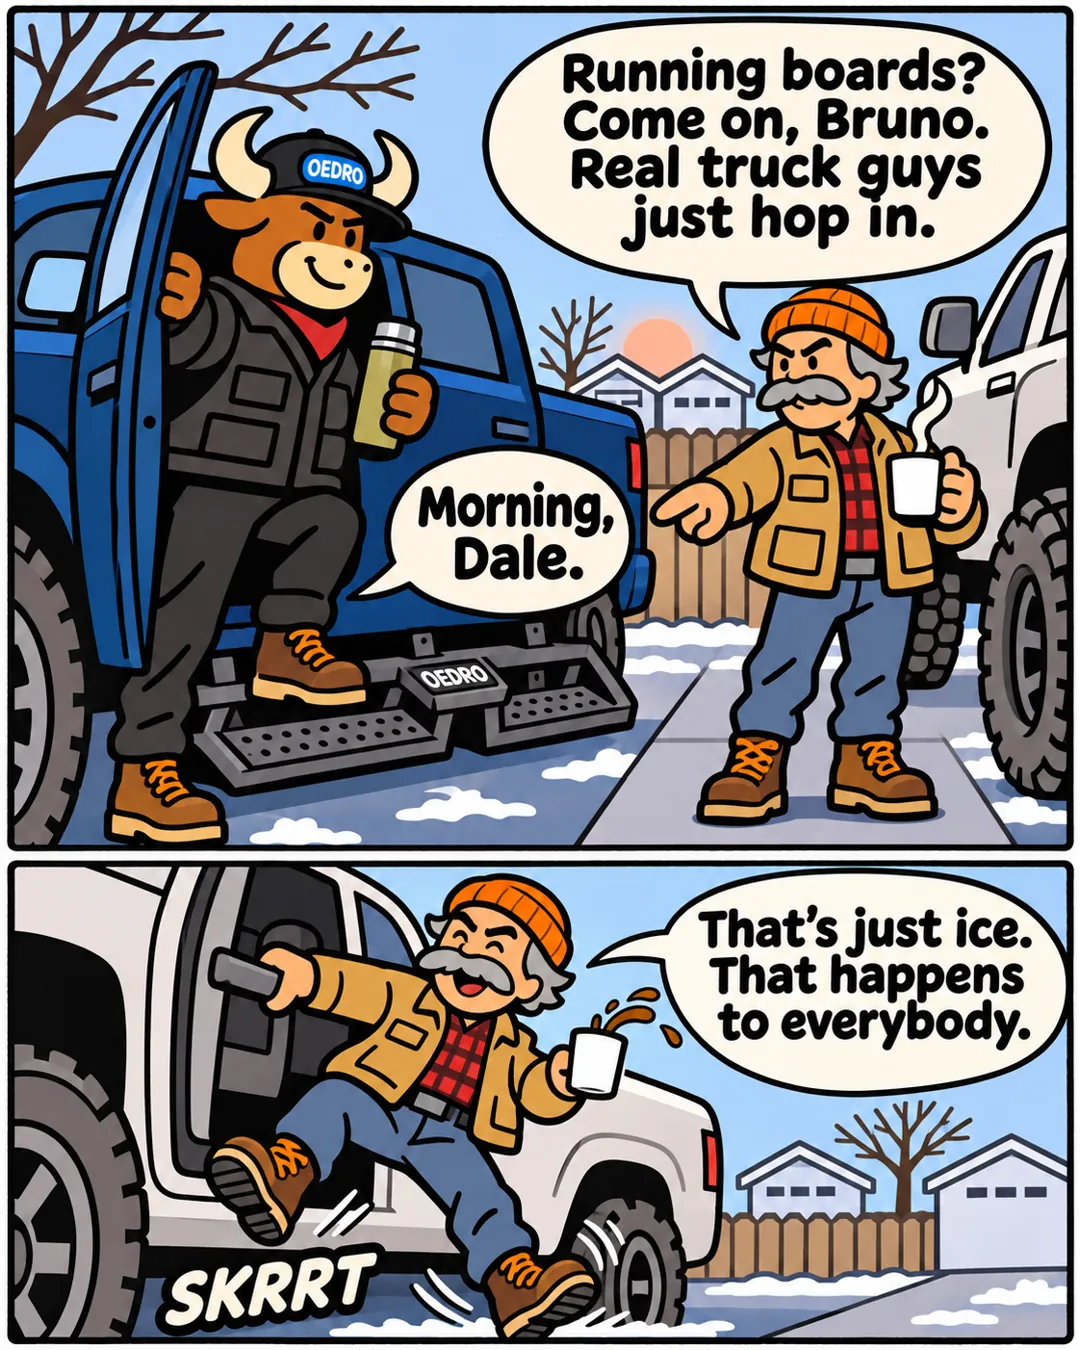 OEDRO
Running boards?
Come on, Bruno.
Real truck guys
just hop in.
Morning,
Dale.
OEDRO
That's just ice.
That happens
to everybody.
SKRRT